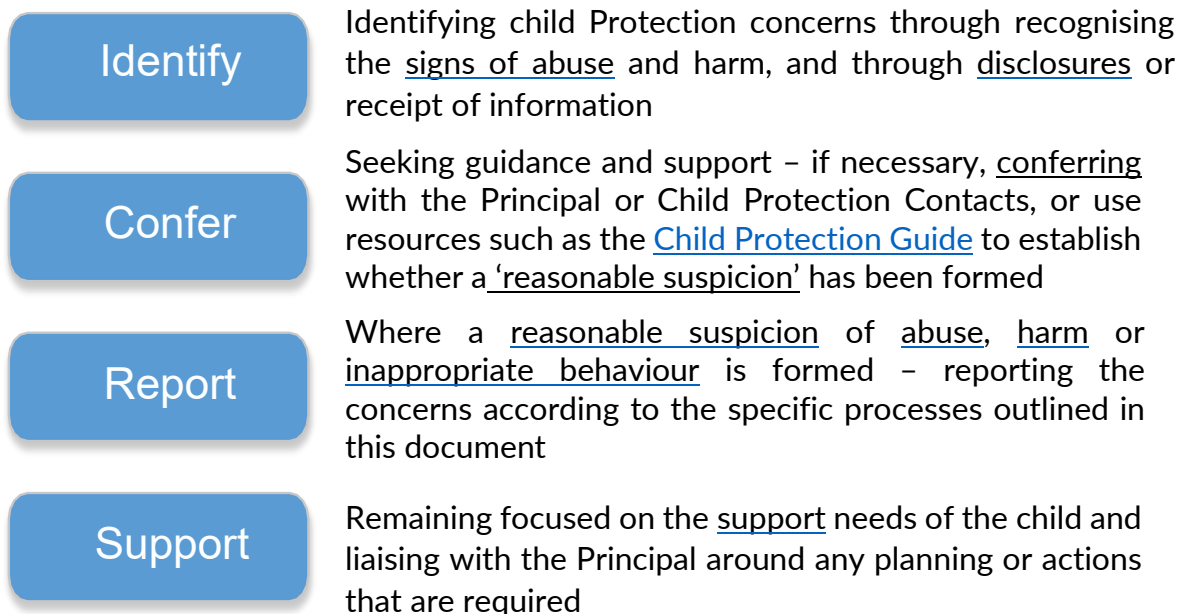 Identify
Identifying child Protection concerns through recognising
the signs of abuse and harm, and through disclosures or
receipt of information
Confer
Seeking guidance and support – if necessary, conferring
with the Principal or Child Protection Contacts, or use
resources such as the Child Protection Guide to establish
whether a ‘reasonable suspicion’ has been formed
Report
Where a reasonable suspicion of abuse, harm or
inappropriate behaviour is formed – reporting the
concerns according to the specific processes outlined in
this document
Support
Remaining focused on the support needs of the child and
liaising with the Principal around any planning or actions
that are required